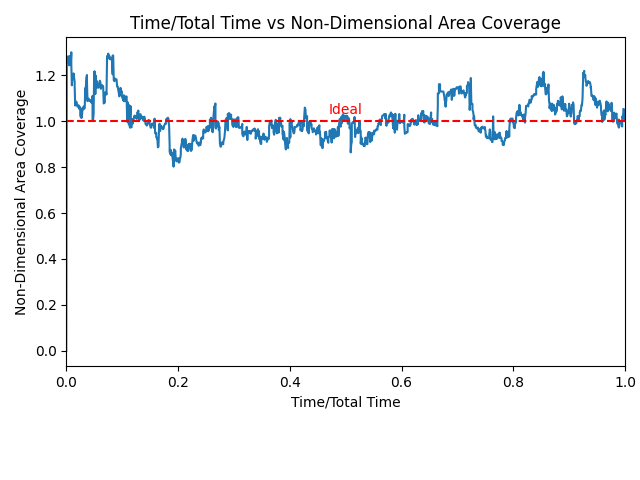 Time/Total Time vs Non-Dimensional Area Coverage
Non-Dimensional Area Coverage
1.2
1.0
0.8
0.6
0.4
0.2
0.0
Ideal
0.0 0.2 0.4 0.6 0.8 1.0
Time/Total Time